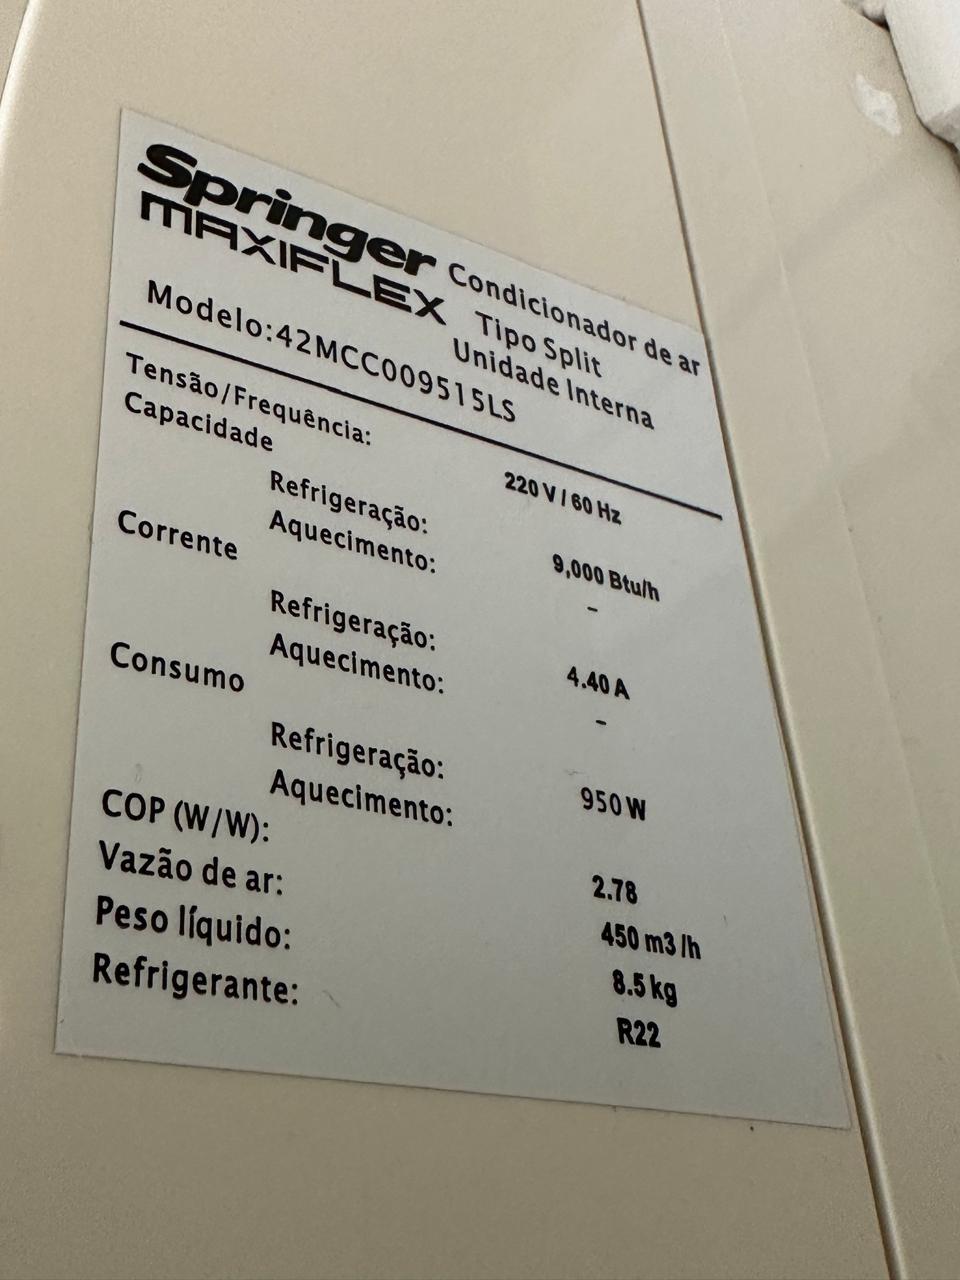 Springer
MAXIFLEX
Condicionador de ar
Tipo Split
Unidade Interna
Modelo:42MCC009515LS
Tensão/Frequência: 220 V / 60 Hz
Capacidade
Refrigeração: 9,000 Btu/h
Aquecimento: –
Corrente
Refrigeração: 4.40 A
Aquecimento: –
Consumo
Refrigeração: 950 W
Aquecimento:
COP (W/W): 2.78
Vazão de ar: 450 m3 /h
Peso líquido: 8.5 kg
Refrigerante: R22